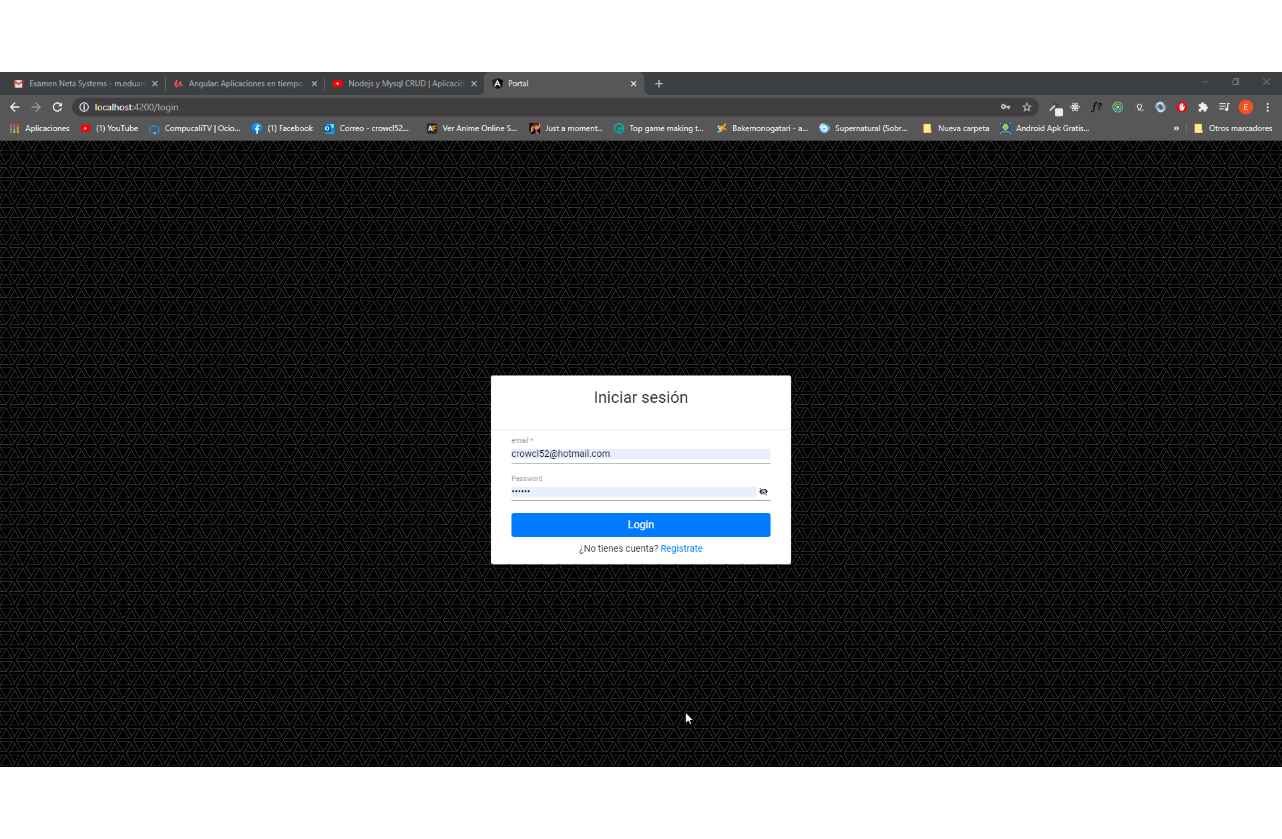 Examen Neta Systems - m.eduar
Angular: Aplicaciones en tiempo
Nodejs y Mysql CRUD | Aplicació
Portal
localhost:4200/login
Aplicaciones
(1) YouTube
CompucaliTV | Ocio...
(1) Facebook
Correo - crowcl52...
Ver Anime Online S...
Just a moment...
Top game making t...
Bakemonogatari - a...
Supernatural (Sobr...
Nueva carpeta
Android Apk Gratis...
»
Otros marcadores
Iniciar sesión
email *
crowcl52@hotmail.com
Password
••••••
Login
¿No tienes cuenta? Registrate